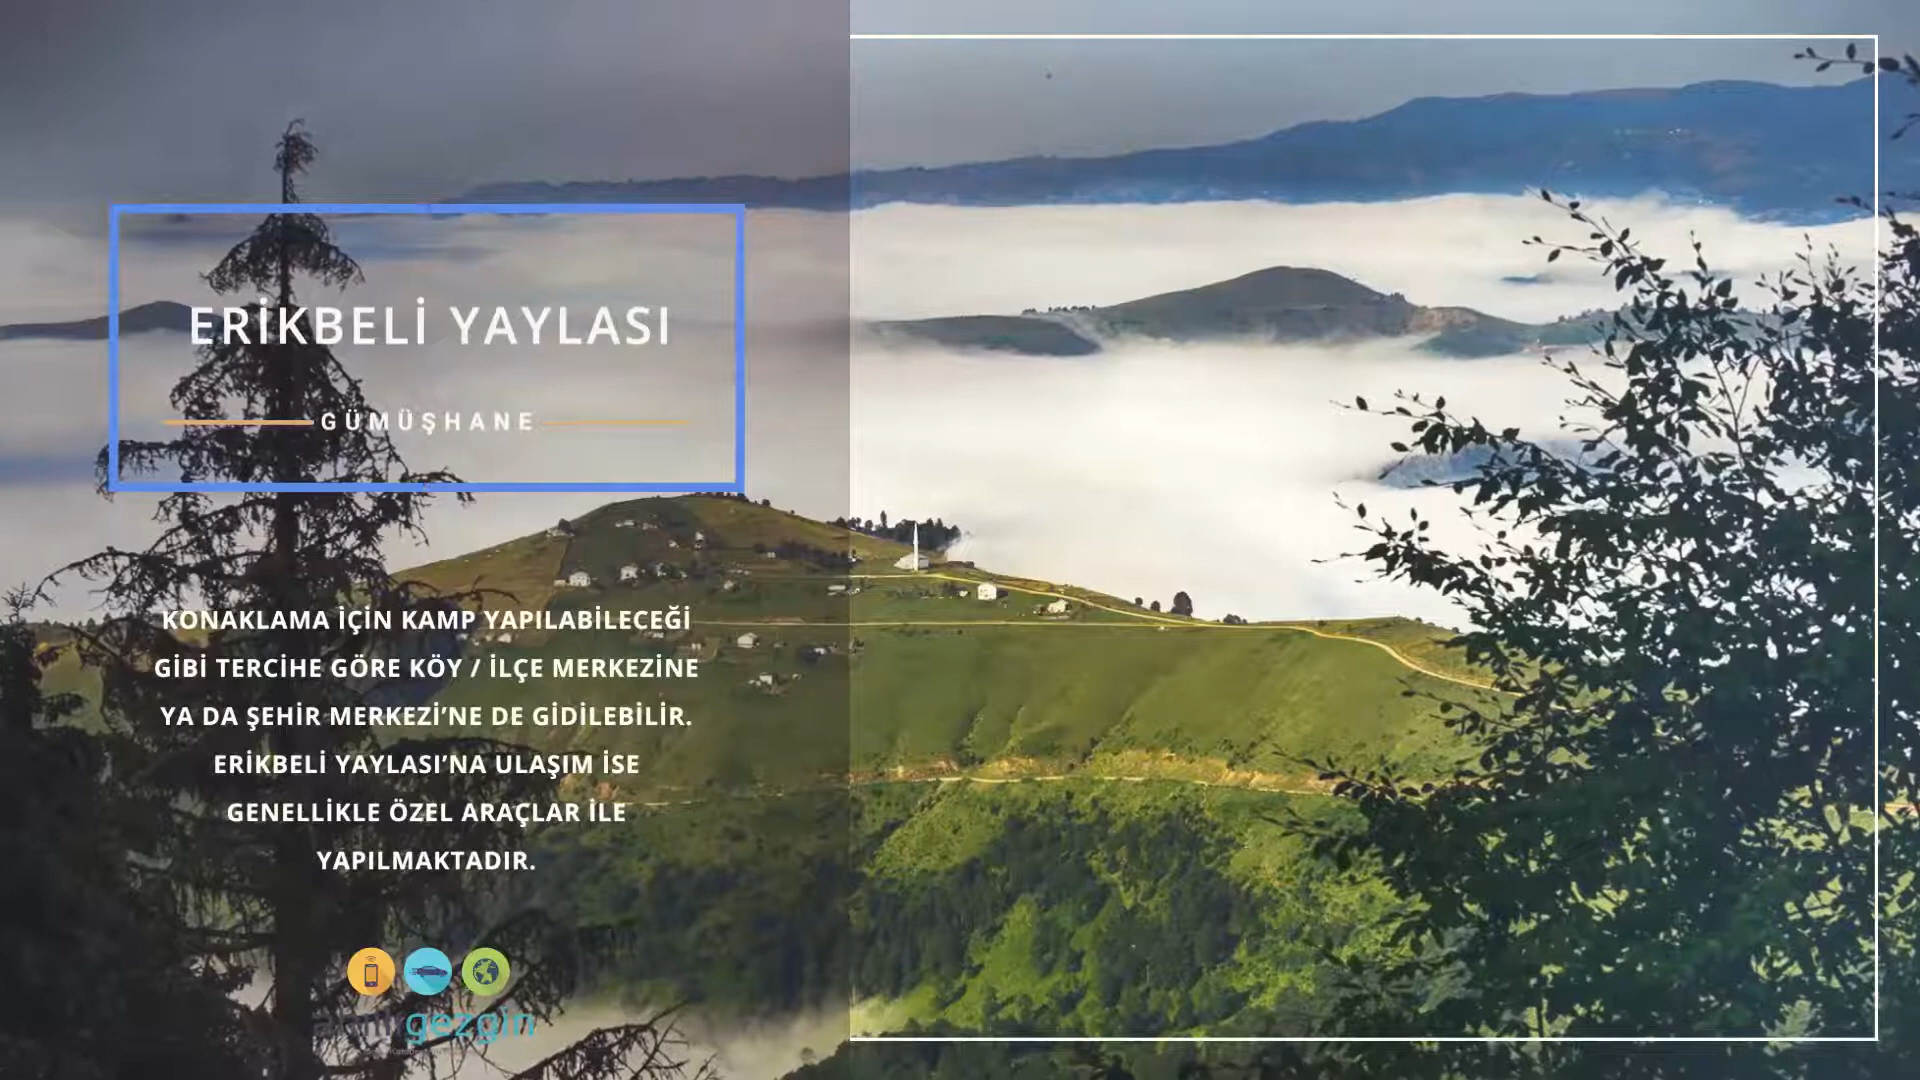 ERİKBELİ YAYLASI
GÜMÜŞHANE
KONAKLAMA İÇİN KAMP YAPILABİLECEĞİ
GİBİ TERCİHE GÖRE KÖY / İLÇE MERKEZİNE
YA DA ŞEHİR MERKEZİ’NE DE GİDİLEBİLİR.
ERİKBELİ YAYLASI’NA ULAŞIM İSE
GENELLİKLE ÖZEL ARAÇLAR İLE
YAPILMAKTADIR.
gezgin